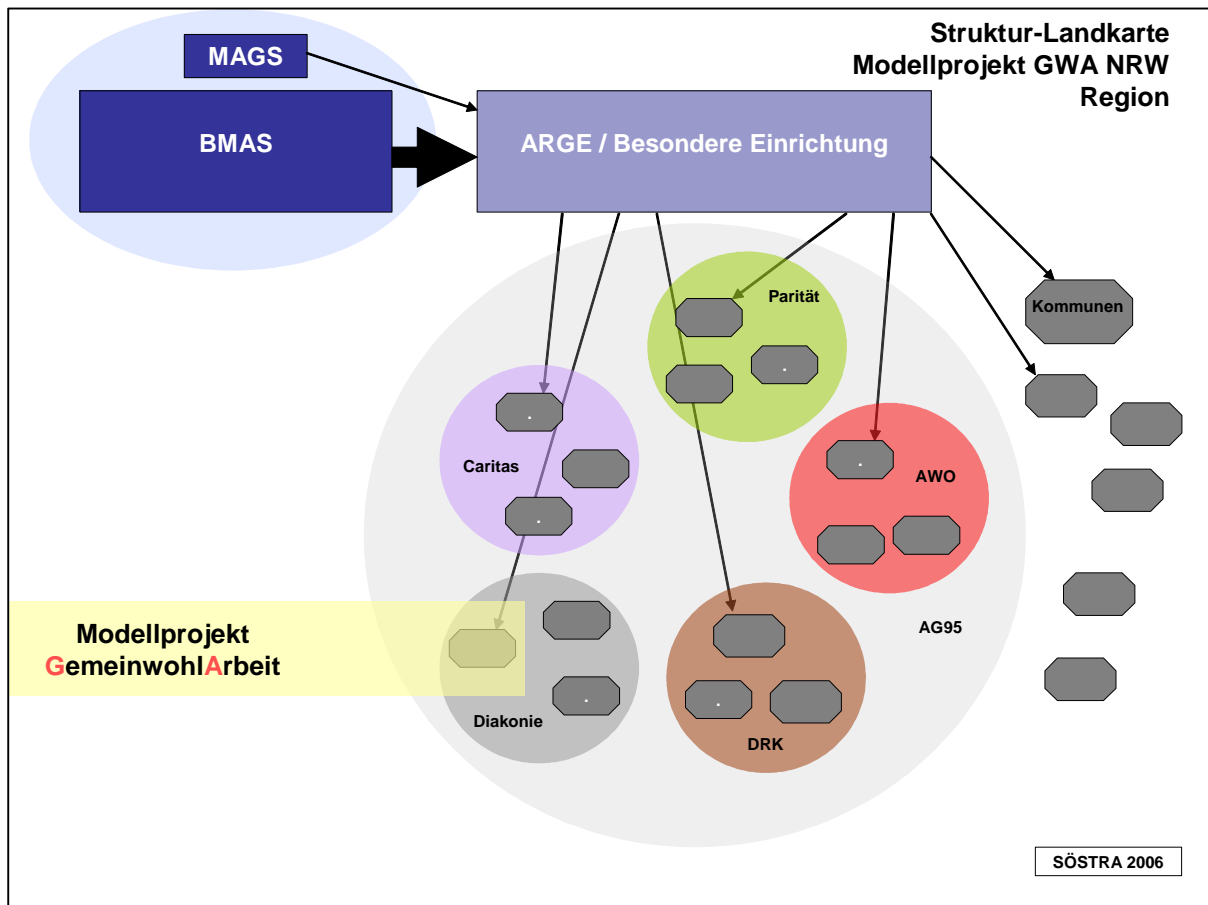 Struktur-Landkarte
Modellprojekt GWA NRW
Region
MAGS
BMAS
ARGE / Besondere Einrichtung
Parität
Kommunen
.
.
Caritas
.
AWO
.
AG95
Modellprojekt
GemeinwohlArbeit
.
.
Diakonie
DRK
SÖSTRA 2006